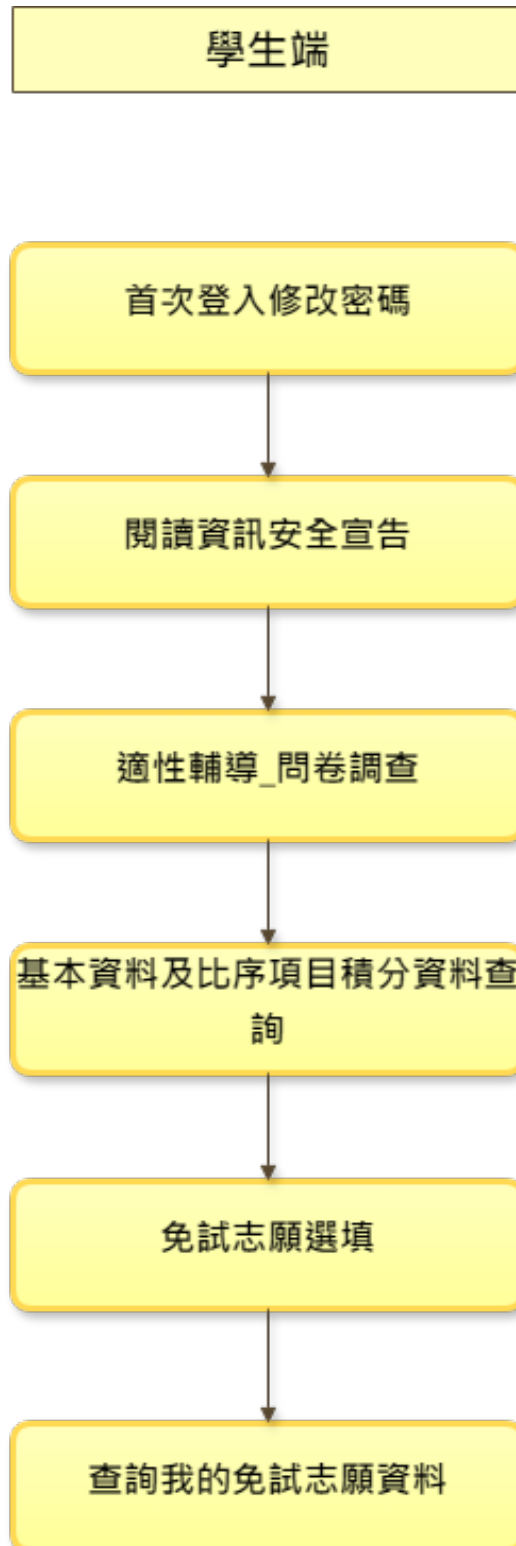 學生端
首次登入修改密碼
閱讀資訊安全宣告
適性輔導_問卷調查
基本資料及比序項目積分資料查
詢
免試志願選填
查詢我的免試志願資料